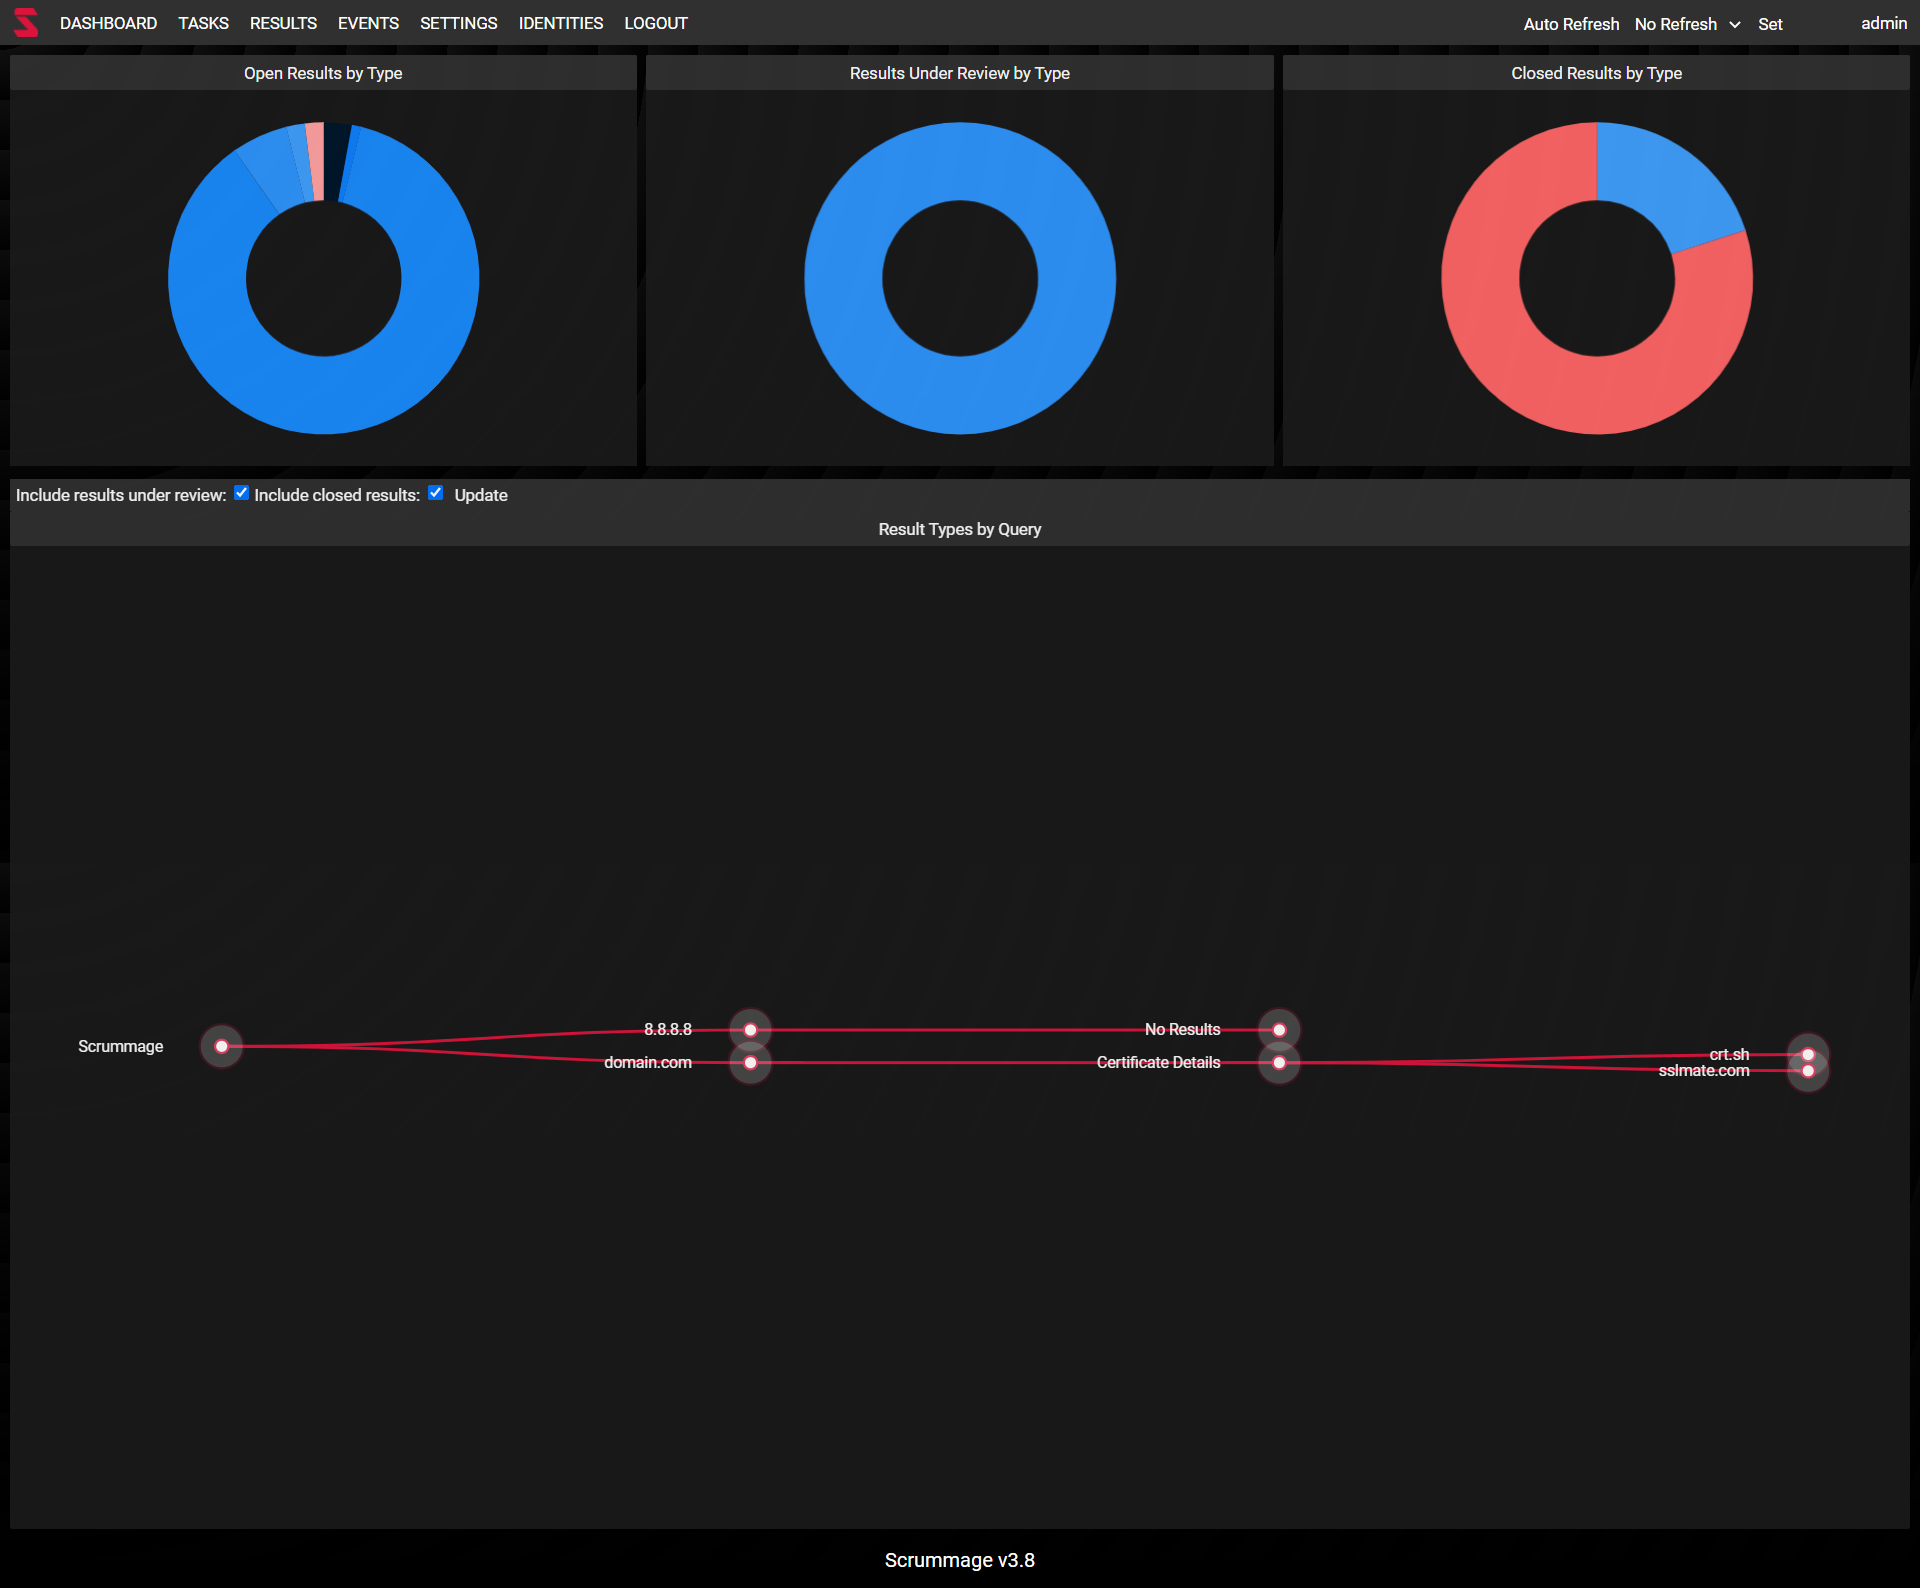 DASHBOARD TASKS RESULTS EVENTS SETTINGS IDENTITIES LOGOUT Auto Refresh No Refresh Set admin
Open Results by Type
Results Under Review by Type
Closed Results by Type
Include results under review: Include closed results: Update
Result Types by Query
Scrummage
8.8.8.8
domain.com
No Results
Certificate Details
crt.sh
sslmate.com
Scrummage v3.8